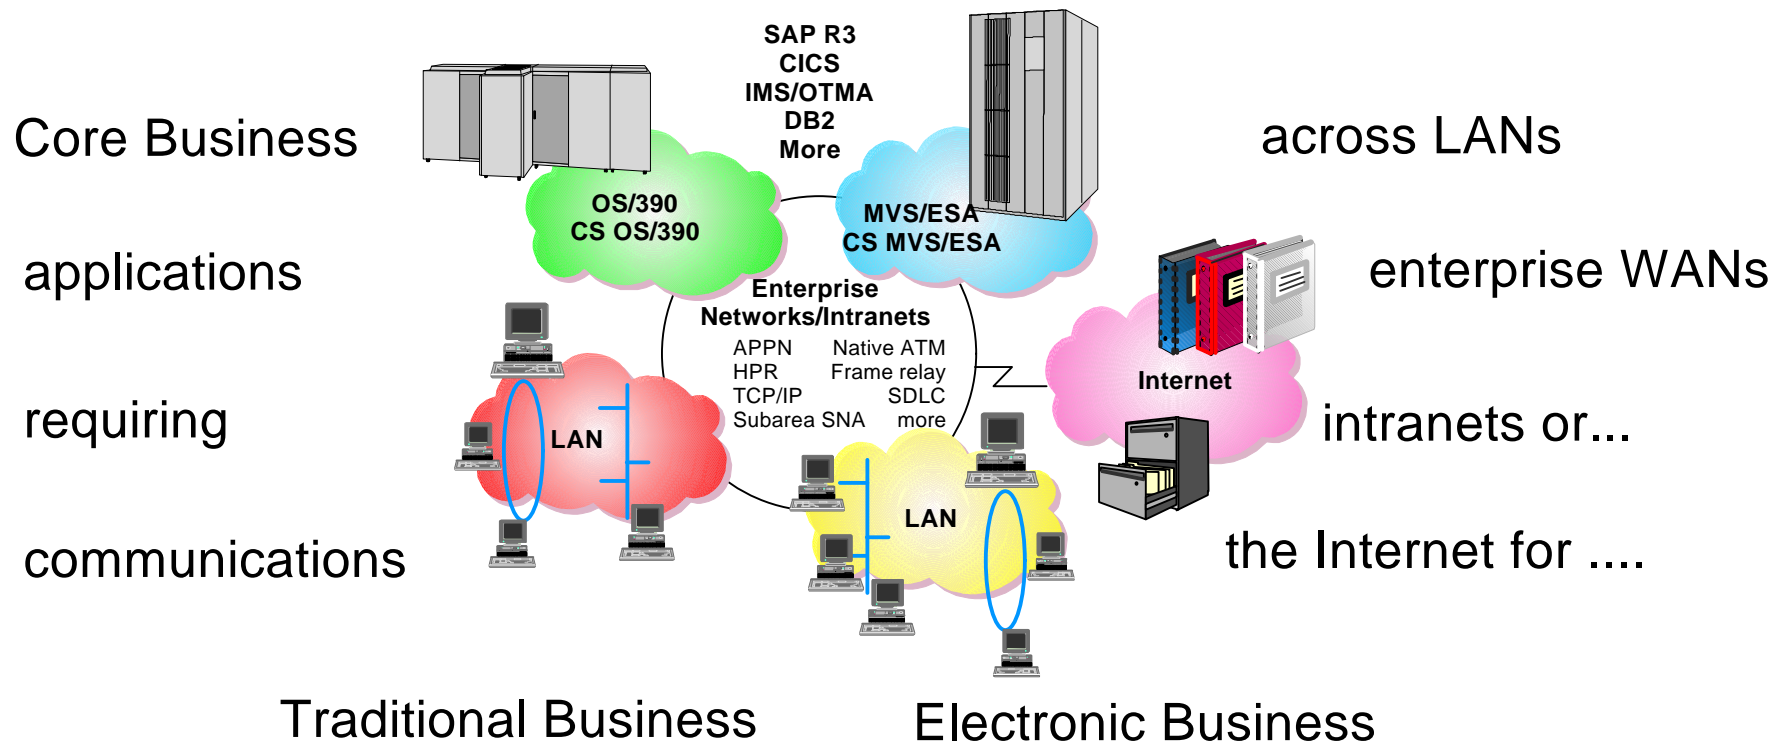 SAP R3
CICS
IMS/OTMA
DB2
More
Core Business
applications
requiring
communications
OS/390
CS OS/390
MVS/ESA
CS MVS/ESA
Enterprise
Networks/Intranets
APPN Native ATM
HPR Frame relay
TCP/IP SDLC
Subarea SNA more
LAN
LAN
Internet
across LANs
enterprise WANs
intranets or...
the Internet for ....
Traditional Business
Electronic Business